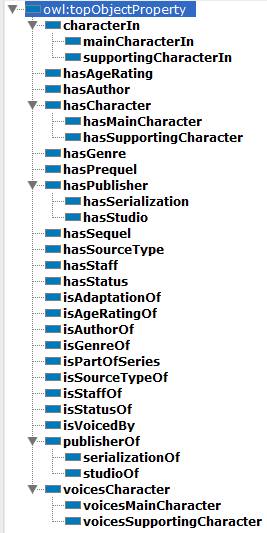 owl:topObjectProperty
characterIn
mainCharacterIn
supportingCharacterIn
hasAgeRating
hasAuthor
hasCharacter
hasMainCharacter
hasSupportingCharacter
hasGenre
hasPrequel
hasPublisher
hasSerialization
hasStudio
hasSequel
hasSourceType
hasStaff
hasStatus
isAdaptationOf
isAgeRatingOf
isAuthorOf
isGenreOf
isPartOfSeries
isSourceTypeOf
isStaffOf
isStatusOf
isVoicedBy
publisherOf
serializationOf
studioOf
voicesCharacter
voicesMainCharacter
voicesSupportingCharacter